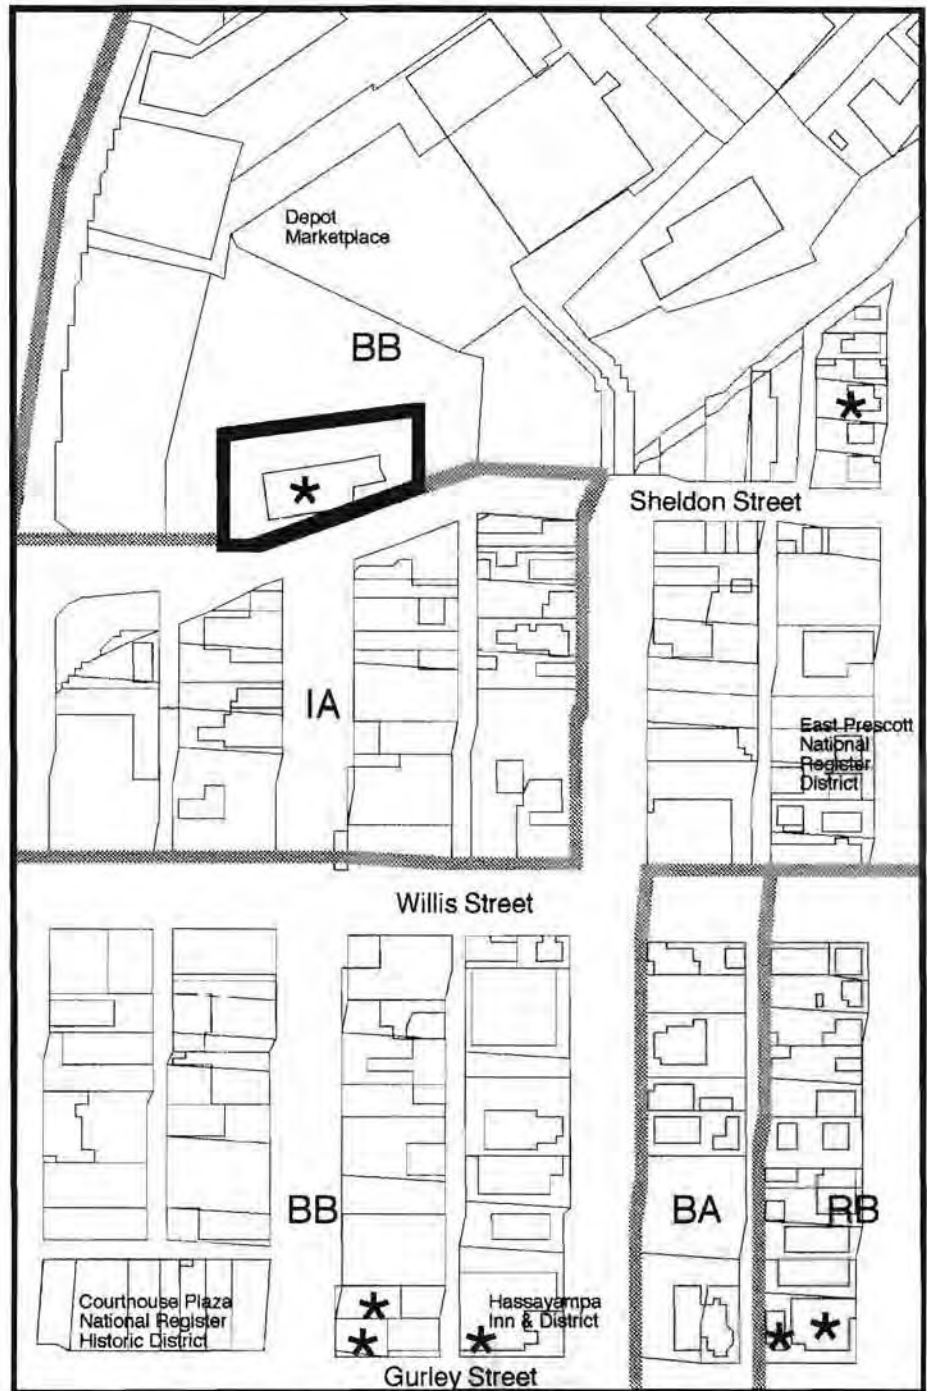 Depot
Marketplace
BB
*
*
Sheldon Street
IA
East Prescott
National
Register
District
Willis Street
BB
BA
RB
Courthouse Plaza
National Register
Historic District
*
*
Hassayampa
Inn & District
*
*
*
Gurley Street